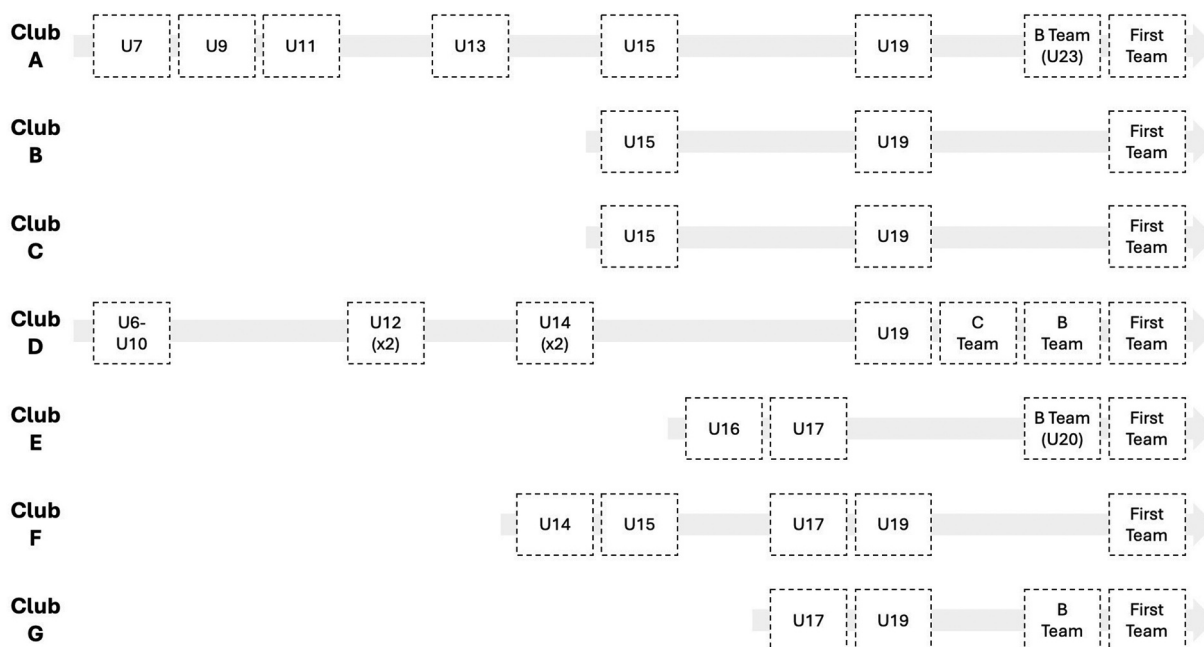 Club
A
U7
U9
U11
U13
U15
U19
B Team
(U23)
First
Team
Club
B
U15
U19
First
Team
Club
C
U15
U19
First
Team
Club
D
U6-
U10
U12
(x2)
U14
(x2)
U19
C
Team
B
Team
First
Team
Club
E
U16
U17
B Team
(U20)
First
Team
Club
F
U14
U15
U17
U19
First
Team
Club
G
U17
U19
B
Team
First
Team